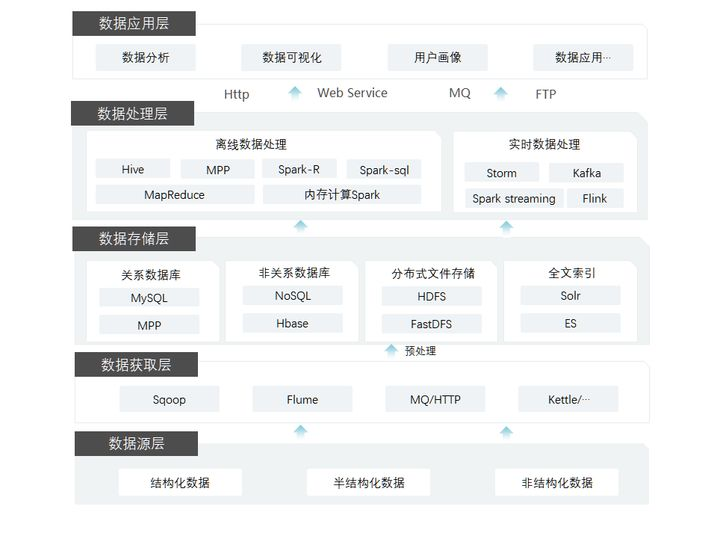 数据应用层
数据分析
数据可视化
用户画像
数据应用···
Http
Web Service
MQ
FTP
数据处理层
离线数据处理
Hive
MPP
Spark-R
Spark-sql
MapReduce
内存计算Spark
实时数据处理
Storm
Kafka
Spark streaming
Flink
数据存储层
关系数据库
MySQL
MPP
非关系数据库
NoSQL
Hbase
分布式文件存储
HDFS
FastDFS
全文索引
Solr
ES
预处理
数据获取层
Sqoop
Flume
MQ/HTTP
Kettle/···
数据源层
结构化数据
半结构化数据
非结构化数据